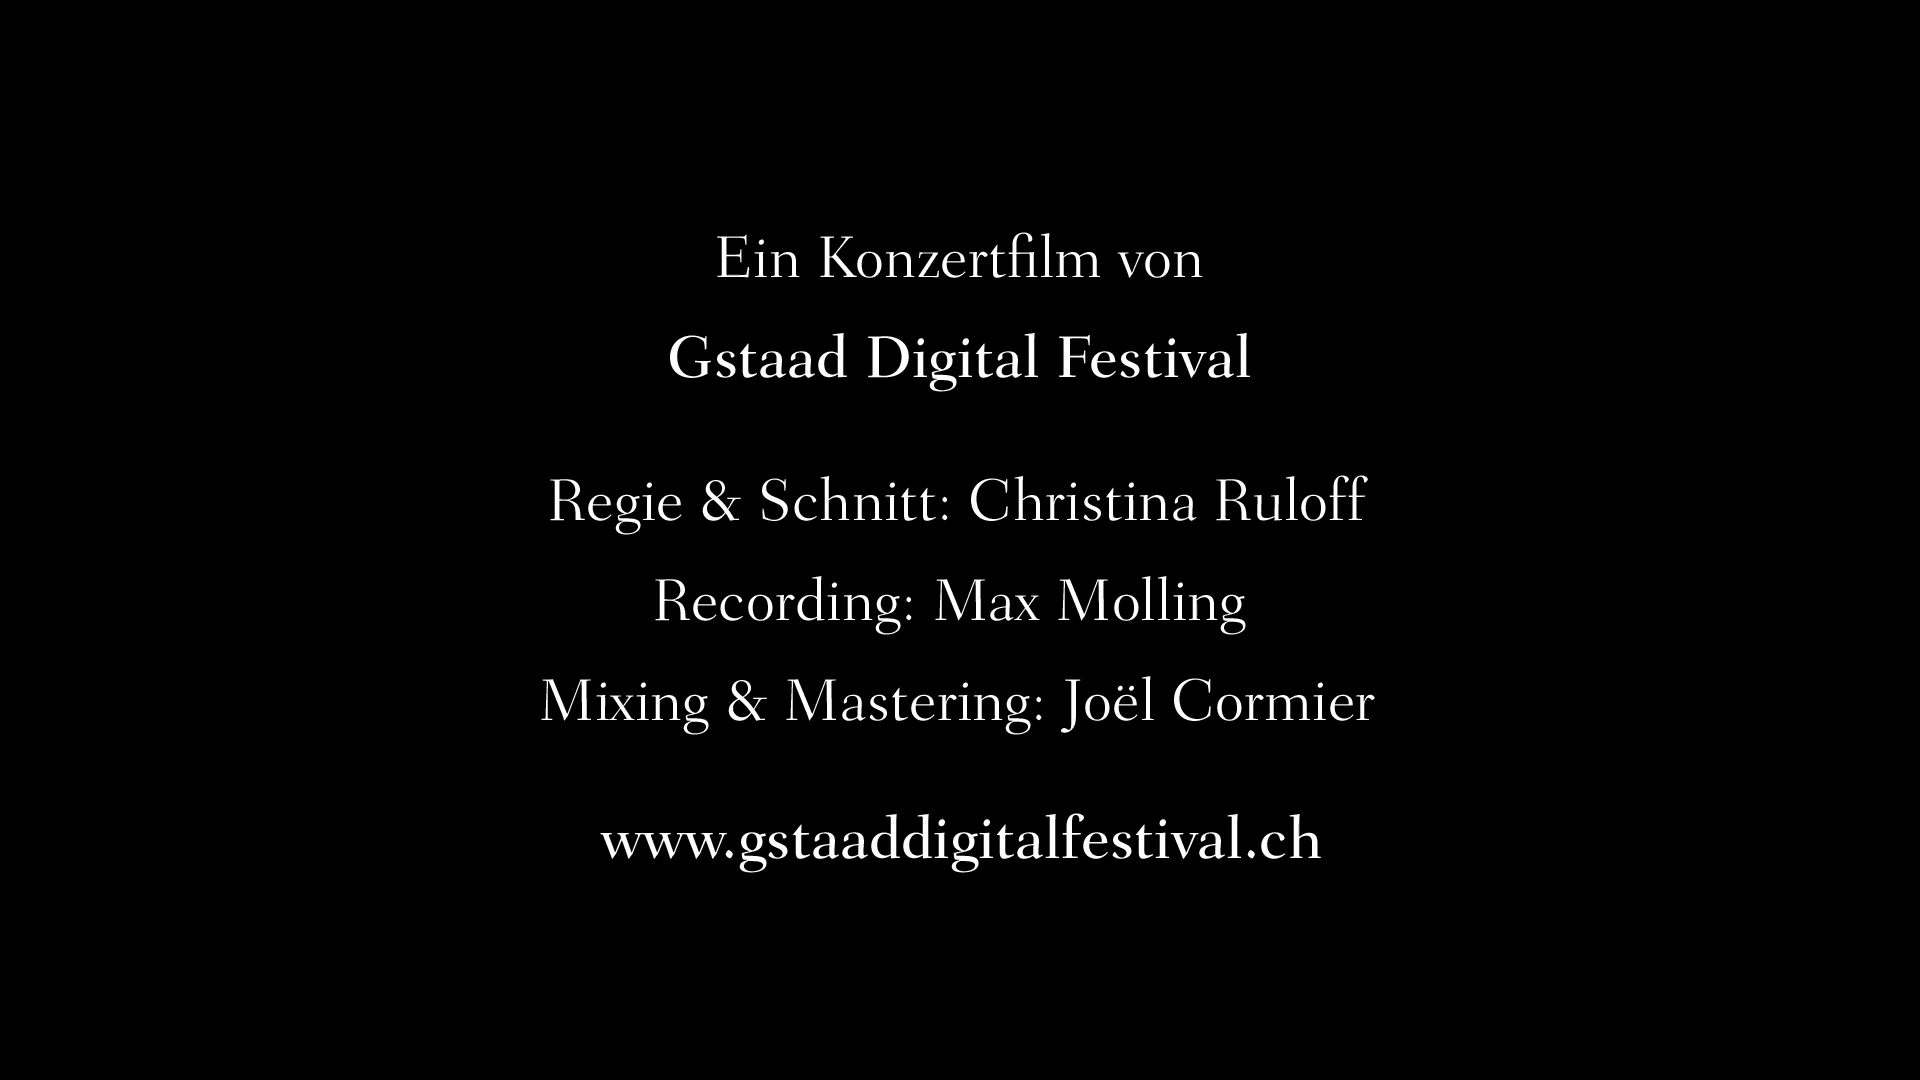 Ein Konzertfilm von
Gstaad Digital Festival
Regie & Schnitt: Christina Ruloff
Recording: Max Molling
Mixing & Mastering: Joël Cormier
www.gstaaddigitalfestival.ch